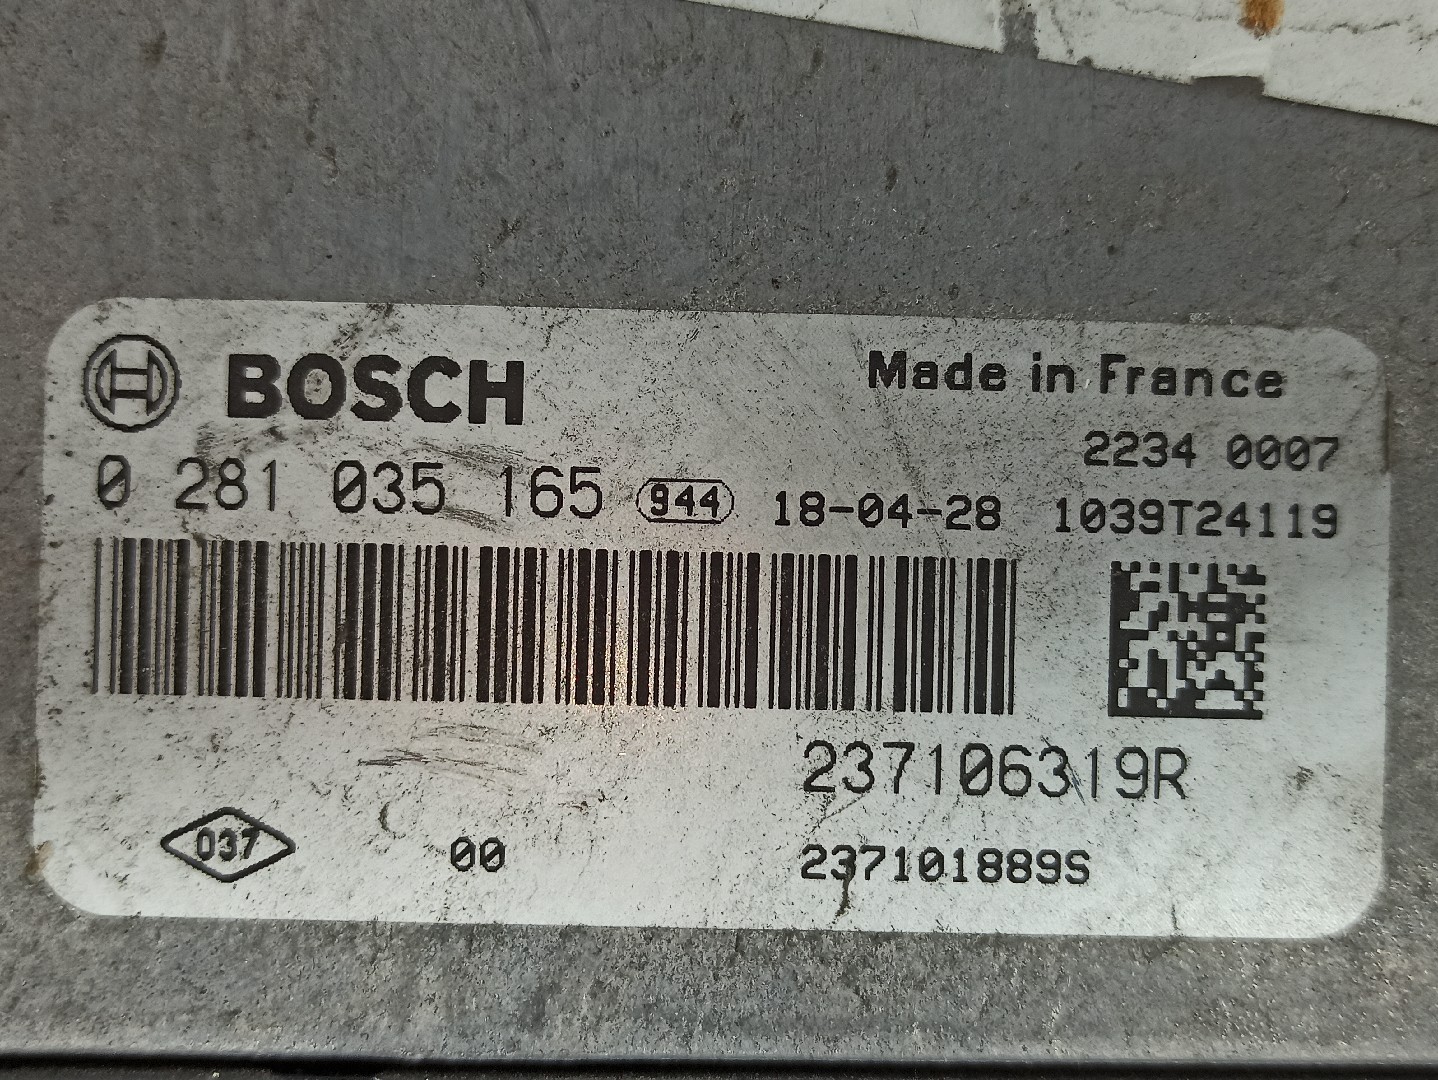 BOSCH
Made in France
2234 0007
0 281 035 165 944 18-04-28 1039T24119
237106319R
037 00 237101889S